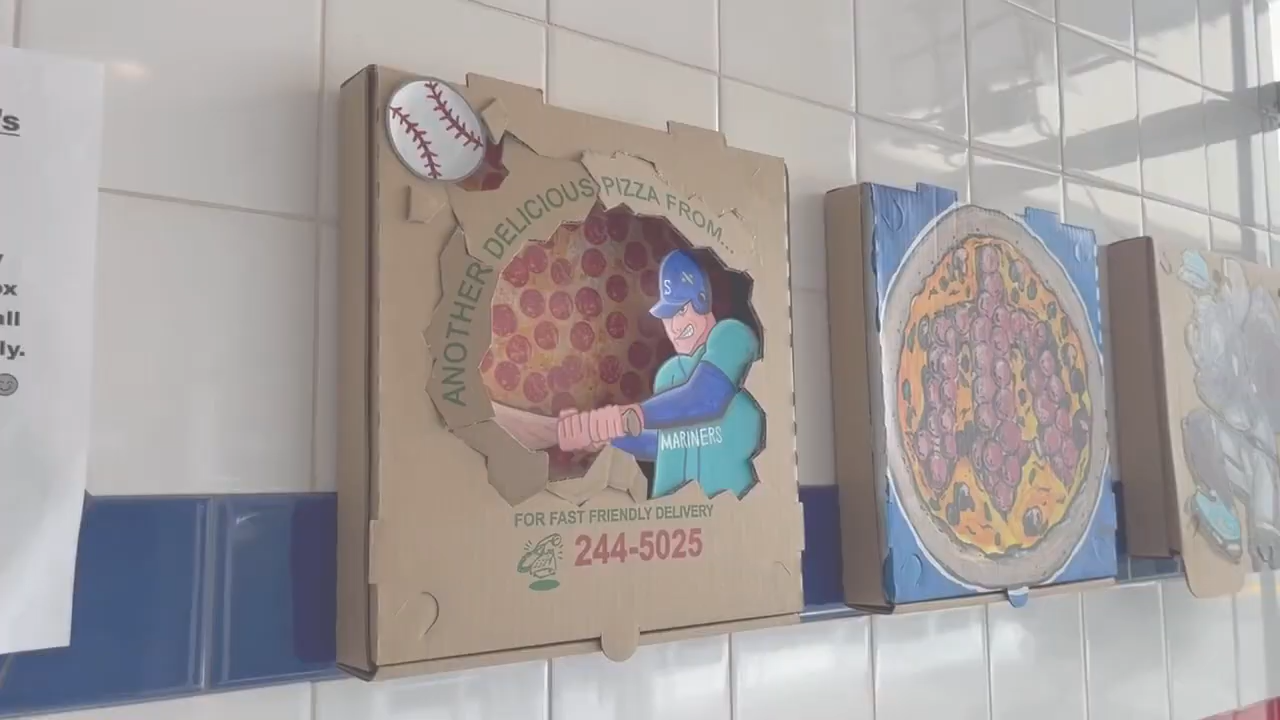 's
ox
all
ly.
ANOTHER DELICIOUS PIZZA FROM...
S
MARINERS
FOR FAST FRIENDLY DELIVERY
244-5025